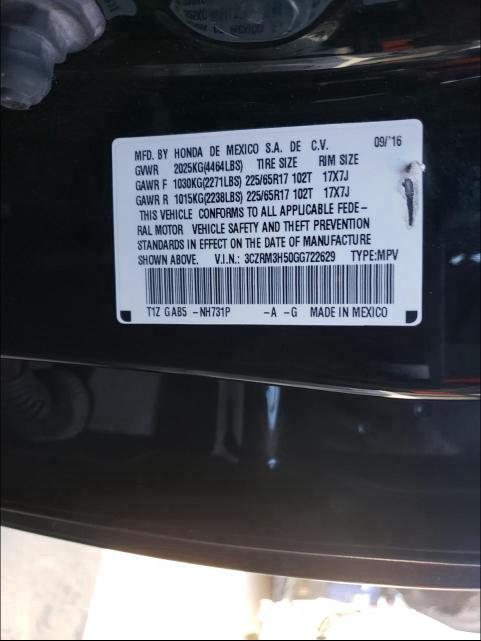 MFD. BY HONDA DE MEXICO S.A. DE C.V. 09/'16
GVWR 2025KG(4464LBS) TIRE SIZE RIM SIZE
GAWR F 1030KG(2271LBS) 225/65R17 102T 17X7J
GAWR R 1015KG(2238LBS) 225/65R17 102T 17X7J
THIS VEHICLE CONFORMS TO ALL APPLICABLE FEDE-
RAL MOTOR VEHICLE SAFETY AND THEFT PREVENTION
STANDARDS IN EFFECT ON THE DATE OF MANUFACTURE
SHOWN ABOVE. V.I.N.: 3CZRM3H50GG722629 TYPE:MPV
T1Z GAB5 -NH731P -A -G MADE IN MEXICO